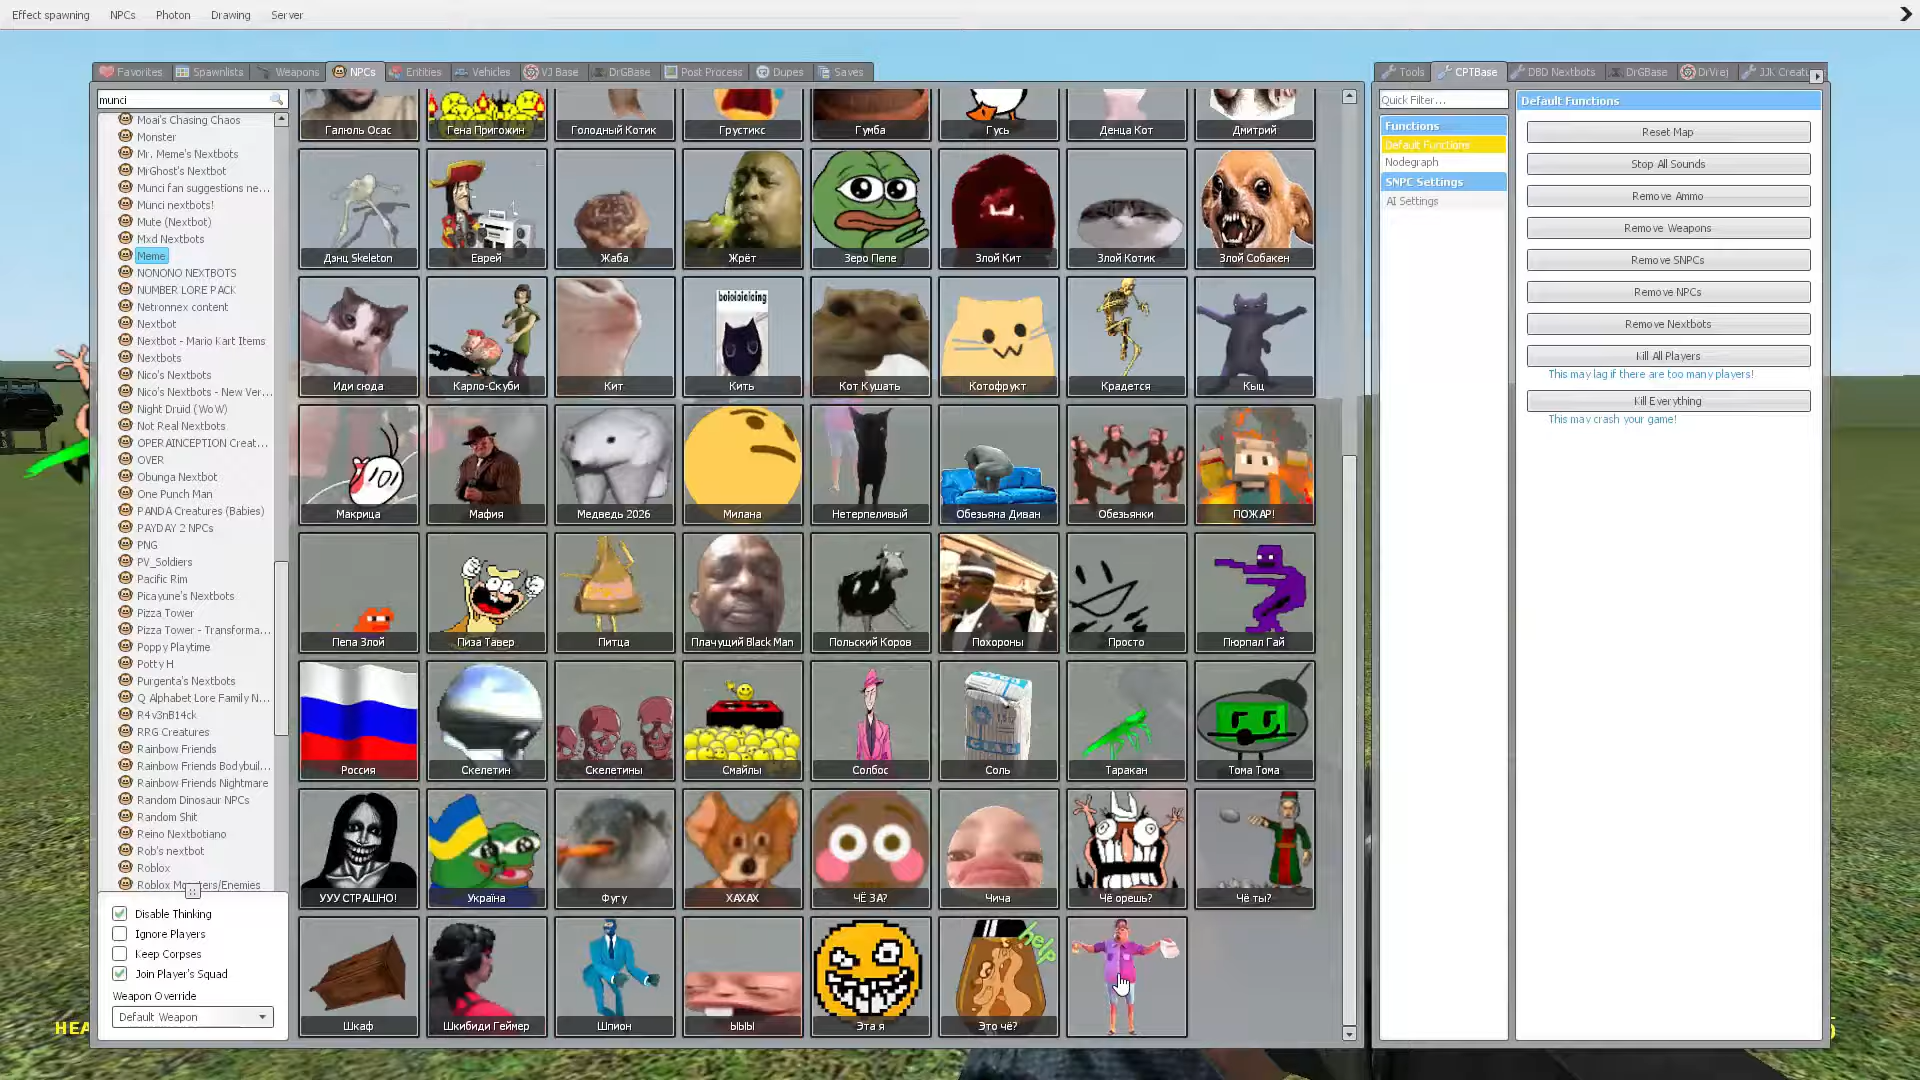 Effect spawning NPCs Photon Drawing Server
Favorites Spawnlists Weapons NPCs Entities Vehicles VJ Base DrGBase Post Process Dupes Saves
munci
Moai's Chasing Chaos
Monster
Mr. Meme's Nextbots
MrGhost's Nextbot
Munci fan suggestions ne...
Munci nextbots!
Mute (Nextbot)
Mxd Nextbots
Meme
NONONO NEXTBOTS
NUMBER LORE PACK
Netronnex content
Nextbot
Nextbot - Mario Kart Items
Nextbots
Nico's Nextbots
Nico's Nextbots - New Ver...
Night Druid (WoW)
Not Real Nextbots
OPERAINCEPTION Creat...
OVER
Obunga Nextbot
One Punch Man
PANDA Creatures (Babies)
PAYDAY 2 NPCs
PNG
PV_Soldiers
Pacific Rim
Picayune's Nextbots
Pizza Tower
Pizza Tower - Transforma...
Poppy Playtime
Potty H
Purgenta's Nextbots
Q Alphabet Lore Family N...
R4v3nB14ck
RRG Creatures
Rainbow Friends
Rainbow Friends Bodybuil...
Rainbow Friends Nightmare
Random Dinosaur NPCs
Random Shit
Reino Nextbotiano
Rob's nextbot
Roblox
Disable Thinking
Ignore Players
Keep Corpses
Join Player's Squad
Weapon Override
Default Weapon
HEA
Галюль Осас Гена Пригожин Голодный Котик Грустикс Гумба Гусь Денца Кот Дмитрий
Дэнц Skeleton Еврей Жаба Жрёт Зеро Пепе Злой Кит Злой Котик Злой Собакен
boioioioing
Иди сюда Карло-Скуби Кит Кить Кот Кушать Котофрукт Крадется Кыц
Макрица Мафия Медведь 2026 Милана Нетерпеливый Обезьяна Диван Обезьянки ПОЖАР!
Пепа Злой Пиза Тавер Питца Плачущий Black Man Польский Коров Похороны Просто Пюрпал Гай
Россия Скелетин Скелетины Смайлы Солбос Соль Таракан Тома Тома
УУУ СТРАШНО! Україна Фугу ХАХАХ ЧЁ ЗА? Чича Чё орешь? Чё ты?
help
Шкаф Шкибиди Геймер Шпион ЫЫЫ Эта я Это чё?
Tools CPTBase DBD Nextbots DrGBase DrVrej JJK Creat
Quick Filter...
Functions
Default Functions
Nodegraph
SNPC Settings
AI Settings
Default Functions
Reset Map
Stop All Sounds
Remove Ammo
Remove Weapons
Remove SNPCs
Remove NPCs
Remove Nextbots
Kill All Players
This may lag if there are too many players!
Kill Everything
This may crash your game!